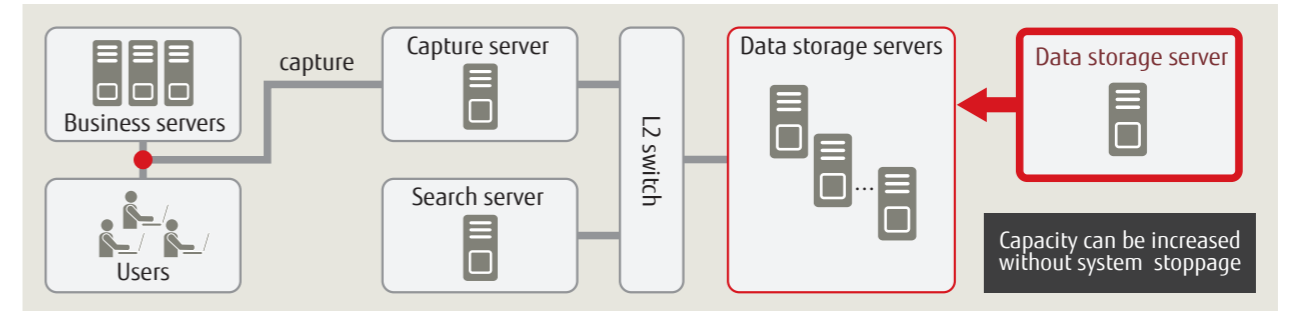 Business servers
Users
capture
Capture server
Search server
L2 switch
Data storage servers
...
Data storage server
Capacity can be increased
without system stoppage